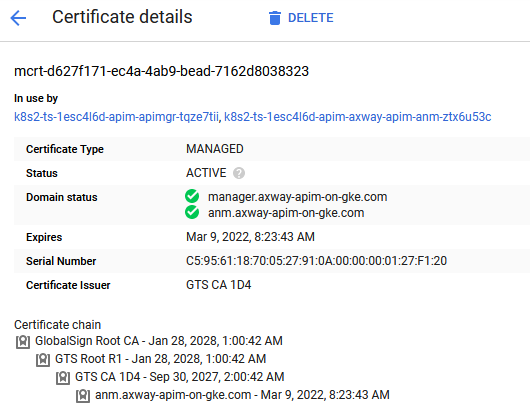 Certificate details
DELETE
mcrt-d627f171-ec4a-4ab9-bead-7162d8038323
In use by
k8s2-ts-1esc4l6d-apim-apimgr-tqze7tii, k8s2-ts-1esc4l6d-apim-axway-apim-anm-ztx6u53c
Certificate Type MANAGED
Status ACTIVE ?
Domain status manager.axway-apim-on-gke.com
anm.axway-apim-on-gke.com
Expires Mar 9, 2022, 8:23:43 AM
Serial Number C5:95:61:18:70:05:27:91:0A:00:00:00:01:27:F1:20
Certificate Issuer GTS CA 1D4
Certificate chain
GlobalSign Root CA - Jan 28, 2028, 1:00:42 AM
GTS Root R1 - Jan 28, 2028, 1:00:42 AM
GTS CA 1D4 - Sep 30, 2027, 2:00:42 AM
anm.axway-apim-on-gke.com - Mar 9, 2022, 8:23:43 AM